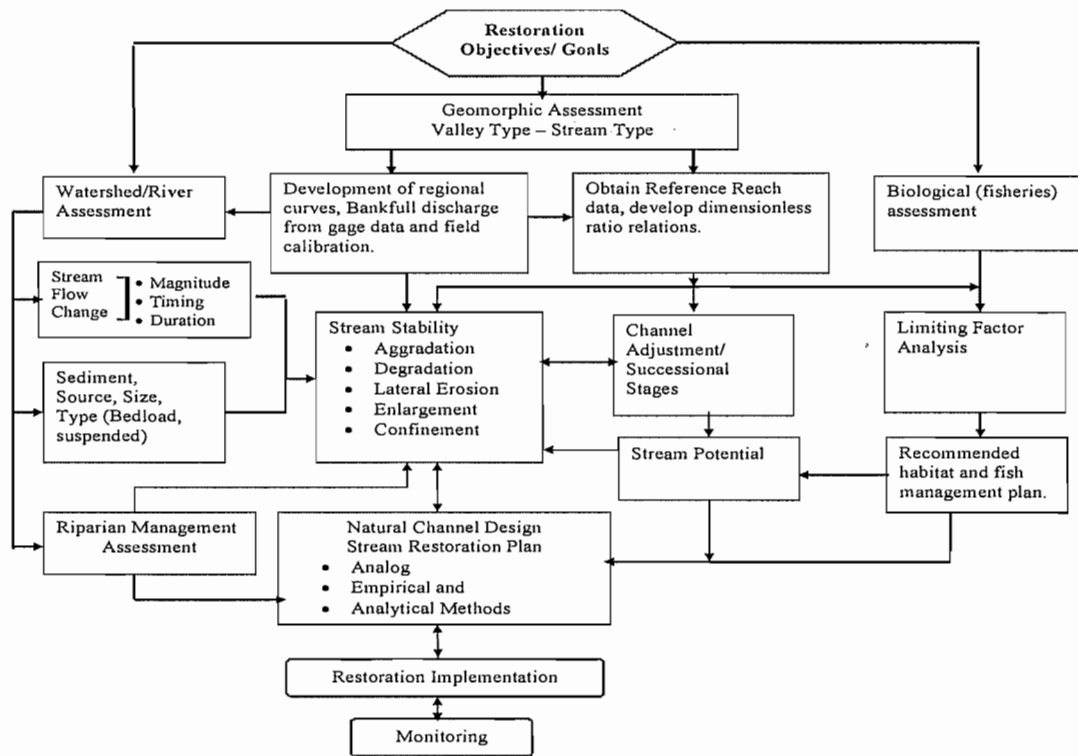 Restoration
Objectives/ Goals
Geomorphic Assessment
Valley Type – Stream Type
Watershed/River
Assessment
Development of regional
curves, Bankfull discharge
from gage data and field
calibration.
Obtain Reference Reach
data, develop dimensionless
ratio relations.
Biological (fisheries)
assessment
Stream
Flow
Change
• Magnitude
• Timing
• Duration
Stream Stability
• Aggradation
• Degradation
• Lateral Erosion
• Enlargement
• Confinement
Channel
Adjustment/
Successional
Stages
Limiting Factor
Analysis
Sediment,
Source, Size,
Type (Bedload,
suspended)
Stream Potential
Recommended
habitat and fish
management plan.
Riparian Management
Assessment
Natural Channel Design
Stream Restoration Plan
• Analog
• Empirical and
• Analytical Methods
Restoration Implementation
Monitoring